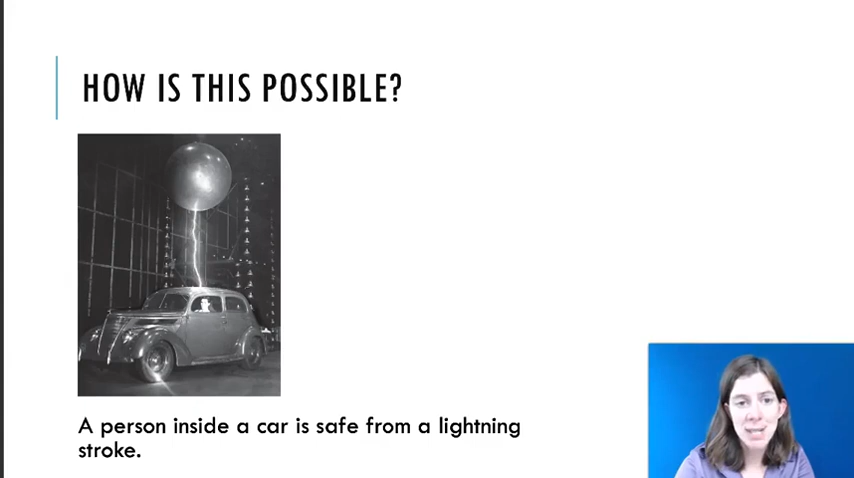 HOW IS THIS POSSIBLE?
A person inside a car is safe from a lightning
stroke.